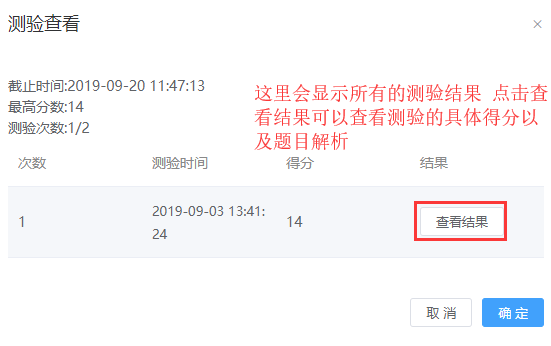 测验查看
×
截止时间:2019-09-20 11:47:13
最高分数:14
测验次数:1/2
这里会显示所有的测验结果 点击查
看结果可以查看测验的具体得分以
及题目解析
次数 测验时间 得分 结果
1 2019-09-03 13:41:
24 14 查看结果
取 消 确 定